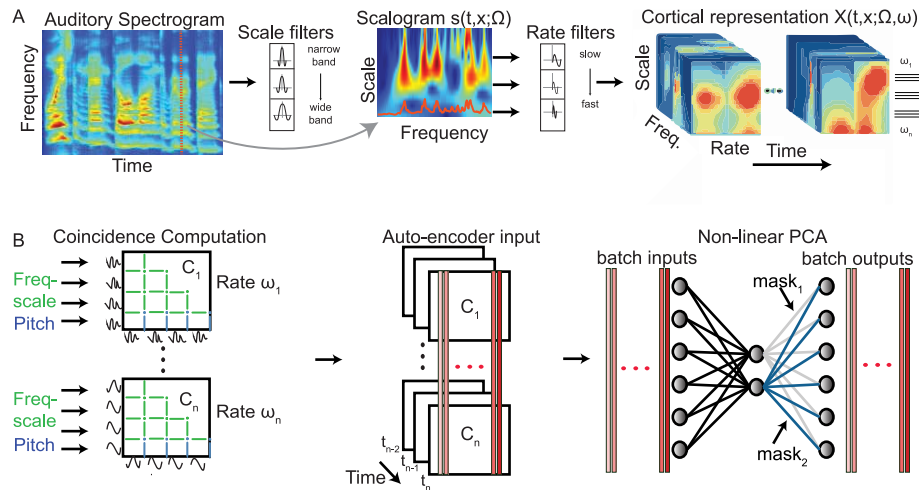 A
Auditory Spectrogram
Frequency
Time
Scale filters
narrow
band
wide
band
Scalogram s(t,x;Ω)
Scale
Frequency
Rate filters
slow
fast
Cortical representation X(t,x;Ω,ω)
Scale
Freq.
Rate
Time
ω1
ωn
B
Coincidence Computation
Freq-
scale
Pitch
C1
Rate ω1
Freq-
scale
Pitch
Cn
Rate ωn
Auto-encoder input
C1
Cn
tn-2
tn-1
tn
Time
Non-linear PCA
batch inputs
batch outputs
mask1
mask2